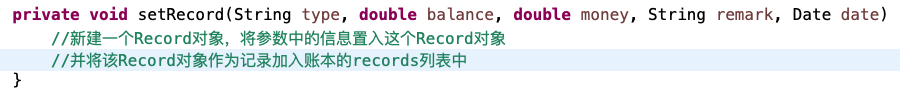 private void setRecord(String type, double balance, double money, String remark, Date date)
//新建一个Record对象，将参数中的信息置入这个Record对象
//并将该Record对象作为记录加入账本的records列表中
}